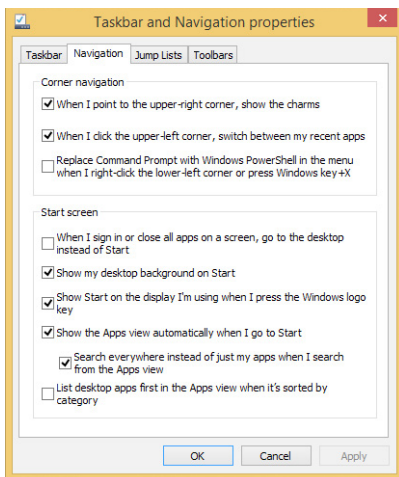 Taskbar and Navigation properties
Taskbar Navigation Jump Lists Toolbars
Corner navigation
When I point to the upper-right corner, show the charms
When I click the upper-left corner, switch between my recent apps
Replace Command Prompt with Windows PowerShell in the menu
when I right-click the lower-left corner or press Windows key+X
Start screen
When I sign in or close all apps on a screen, go to the desktop
instead of Start
Show my desktop background on Start
Show Start on the display I'm using when I press the Windows logo
key
Show the Apps view automatically when I go to Start
Search everywhere instead of just my apps when I search
from the Apps view
List desktop apps first in the Apps view when it's sorted by
category
OK Cancel Apply